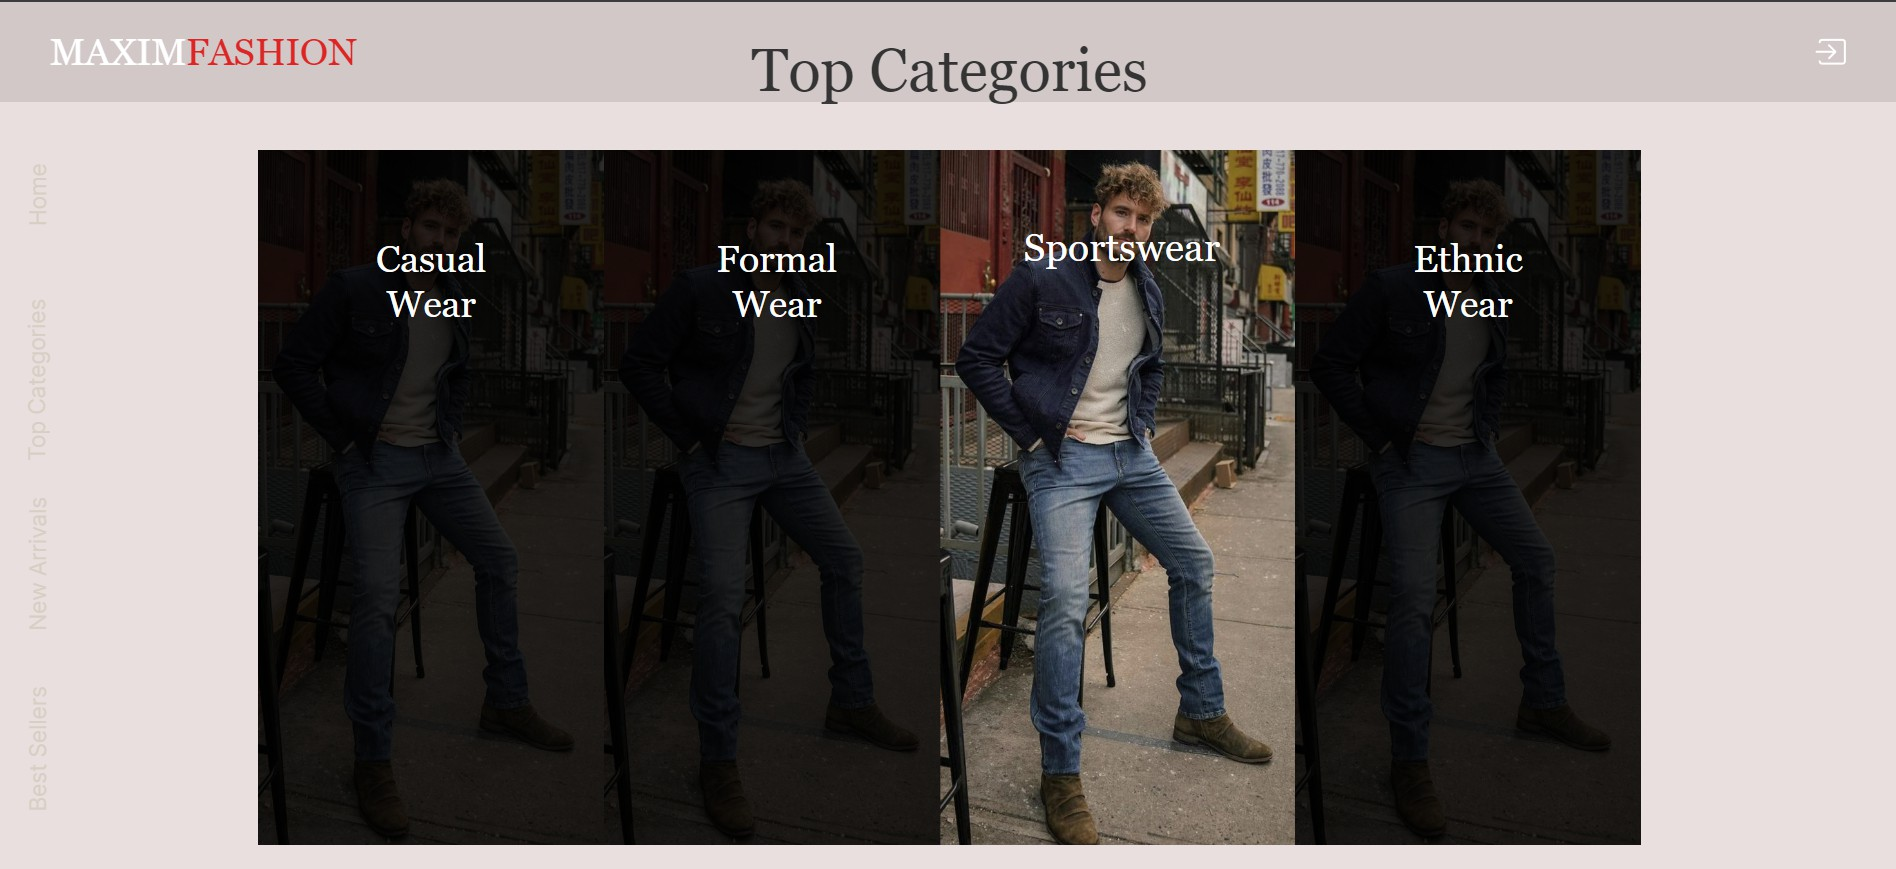 MAXIMFASHION
Top Categories
Home
Top Categories
New Arrivals
Best Sellers
Casual
Wear
Formal
Wear
Sportswear
Ethnic
Wear